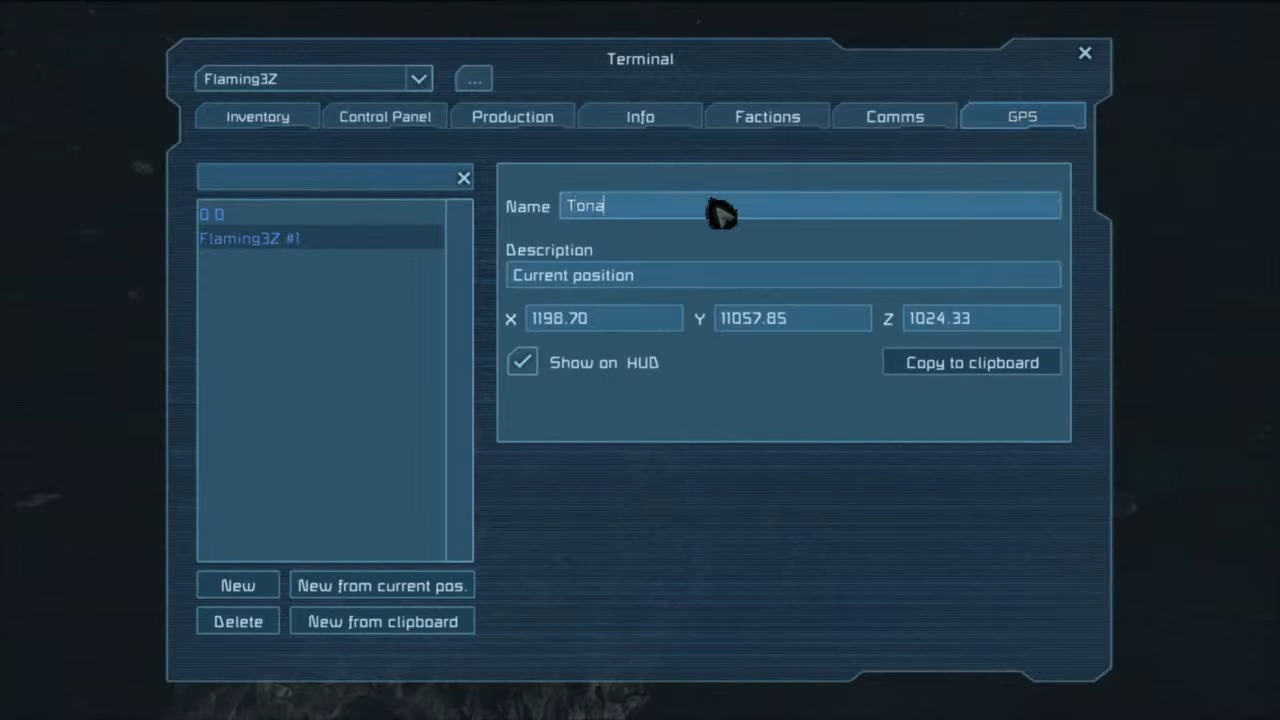 Terminal
Flaming3Z
...
Inventory
Control Panel
Production
Info
Factions
Comms
GPS
0 0
Flaming3Z #1
Name
Tona
Description
Current position
X
1198.70
Y
11057.85
Z
1024.33
Show on HUD
Copy to clipboard
New
New from current pos.
Delete
New from clipboard